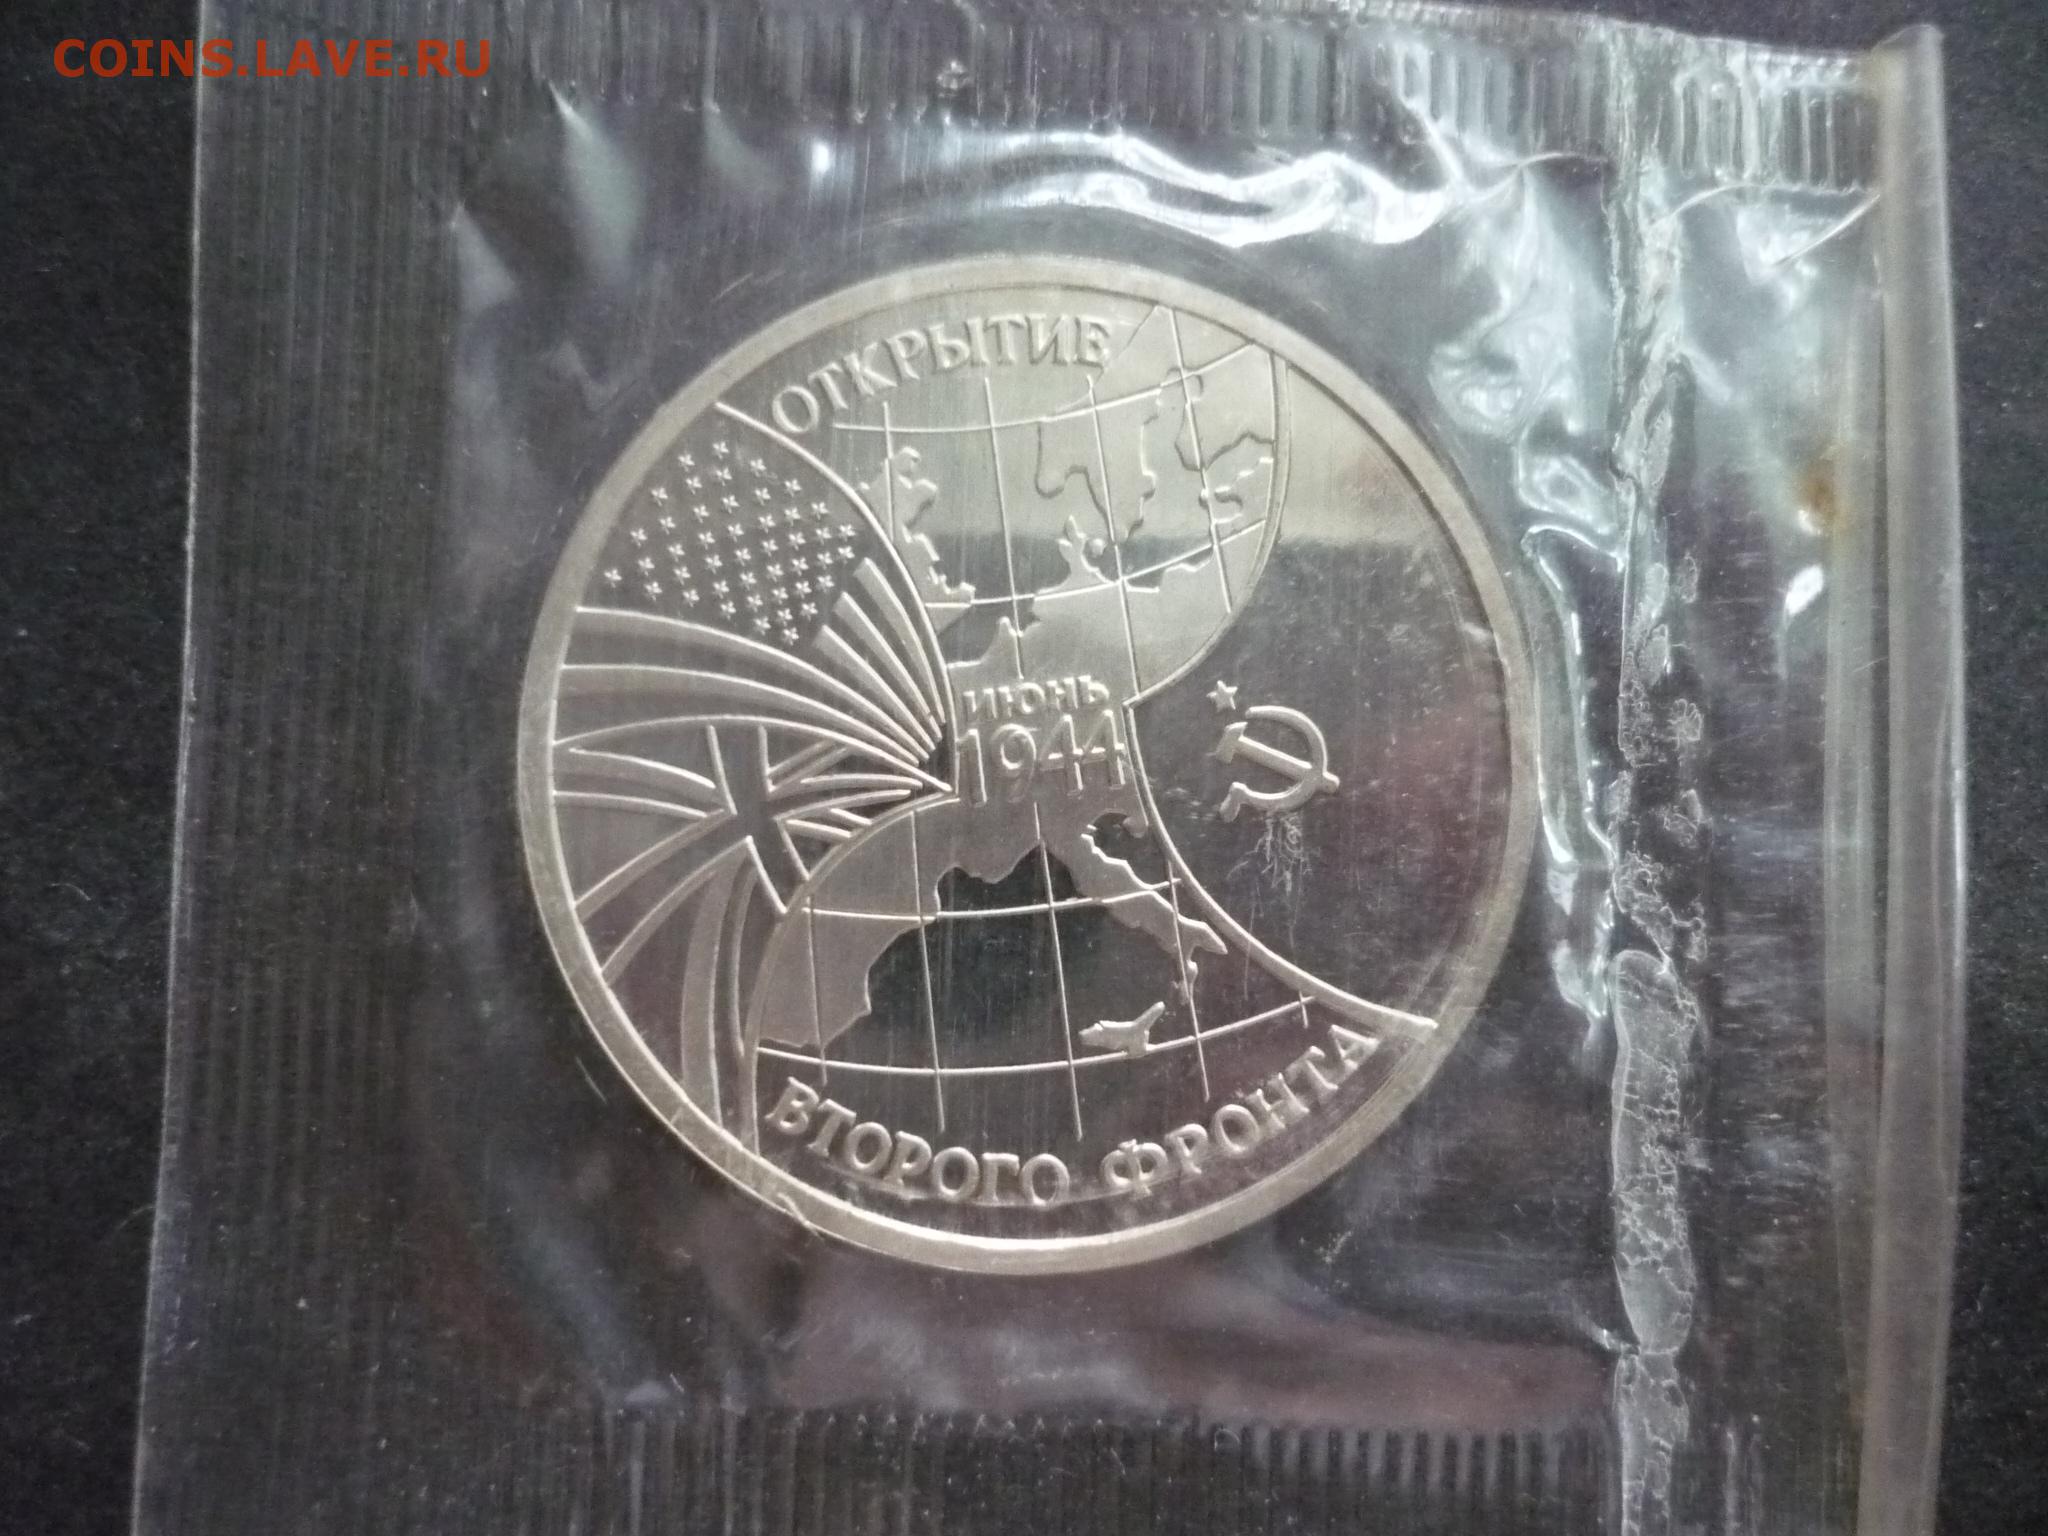 COINS.LAVE.RU
ОТКРЫТИЕ
ИЮНЬ
1944
ВТОРОГО ФРОНТА